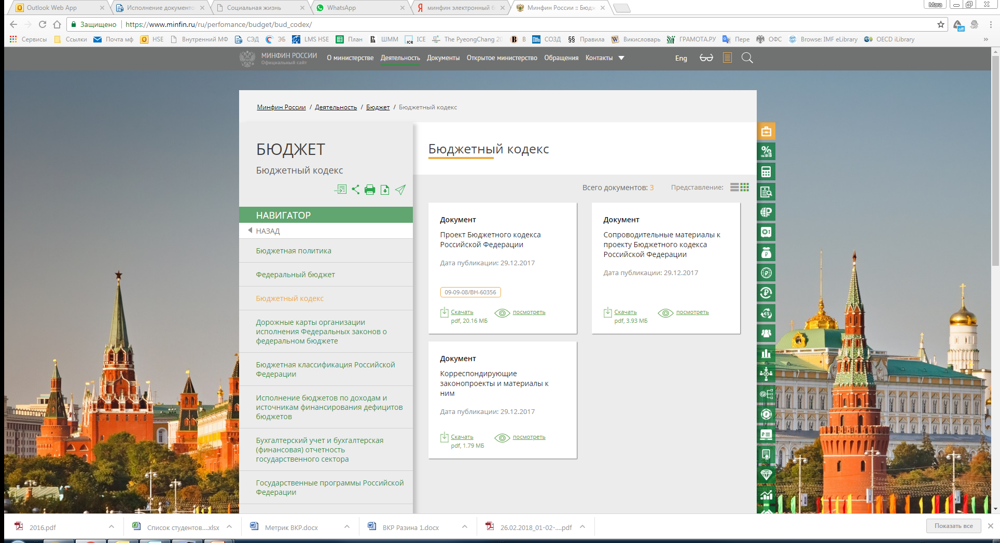 Outlook Web App
Исполнение документо
Социальная жизнь
WhatsApp
минфин электронный б
Минфин России :: Бюдж
Mara
Защищено
https://www.minfin.ru/ru/perfomance/budget/bud_codex/
Сервисы
Ссылки
Почта мф
HSE
Внутренний МФ
СЭД
ЭБ
LMS HSE
План
ШММ
ICE
The PyeongChang 20
В
СОЗД
§§ Правила
Викисловарь
ГРАМОТА.РУ
Пере
ОФС
Browse: IMF eLibrary
OECD iLibrary
МИНФИН РОССИИ
Официальный сайт
О министерстве
Деятельность
Документы
Открытое министерство
Обращения
Контакты
Eng
Минфин России / Деятельность / Бюджет / Бюджетный кодекс
БЮДЖЕТ
Бюджетный кодекс
НАВИГАТОР
НАЗАД
Бюджетная политика
Федеральный бюджет
Бюджетный кодекс
Дорожные карты организации
исполнения Федеральных законов о
федеральном бюджете
Бюджетная классификация Российской
Федерации
Исполнение бюджетов по доходам и
источникам финансирования дефицитов
бюджетов
Бухгалтерский учет и бухгалтерская
(финансовая) отчетность
государственного сектора
Государственные программы Российской
Федерации
Бюджетный кодекс
Всего документов: 3
Представление:
Документ
Проект Бюджетного кодекса
Российской Федерации
Дата публикации: 29.12.2017
09-09-08/ВН-60356
Скачать
pdf, 20.16 МБ
посмотреть
Документ
Сопроводительные материалы к
проекту Бюджетного кодекса
Российской Федерации
Дата публикации: 29.12.2017
Скачать
pdf, 3.93 МБ
посмотреть
Документ
Корреспондирующие
законопроекты и материалы к
ним
Дата публикации: 29.12.2017
Скачать
pdf, 1.79 МБ
посмотреть
2016.pdf
Список студентов....xlsx
Метрик ВКР.docx
ВКР Разина 1.docx
26.02.2018_01-02-....pdf
Показать все